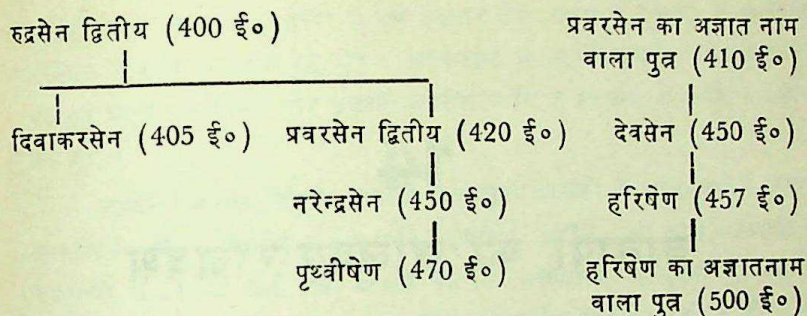 रुद्रसेन द्वितीय (400 ई०)
प्रवरसेन का अज्ञात नाम
वाला पुत्र (410 ई०)
दिवाकरसेन (405 ई०) प्रवरसेन द्वितीय (420 ई०) देवसेन (450 ई०)
नरेन्द्रसेन (450 ई०) हरिषेण (457 ई०)
पृथ्वीषेण (470 ई०) हरिषेण का अज्ञातनाम
वाला पुत्र (500 ई०)